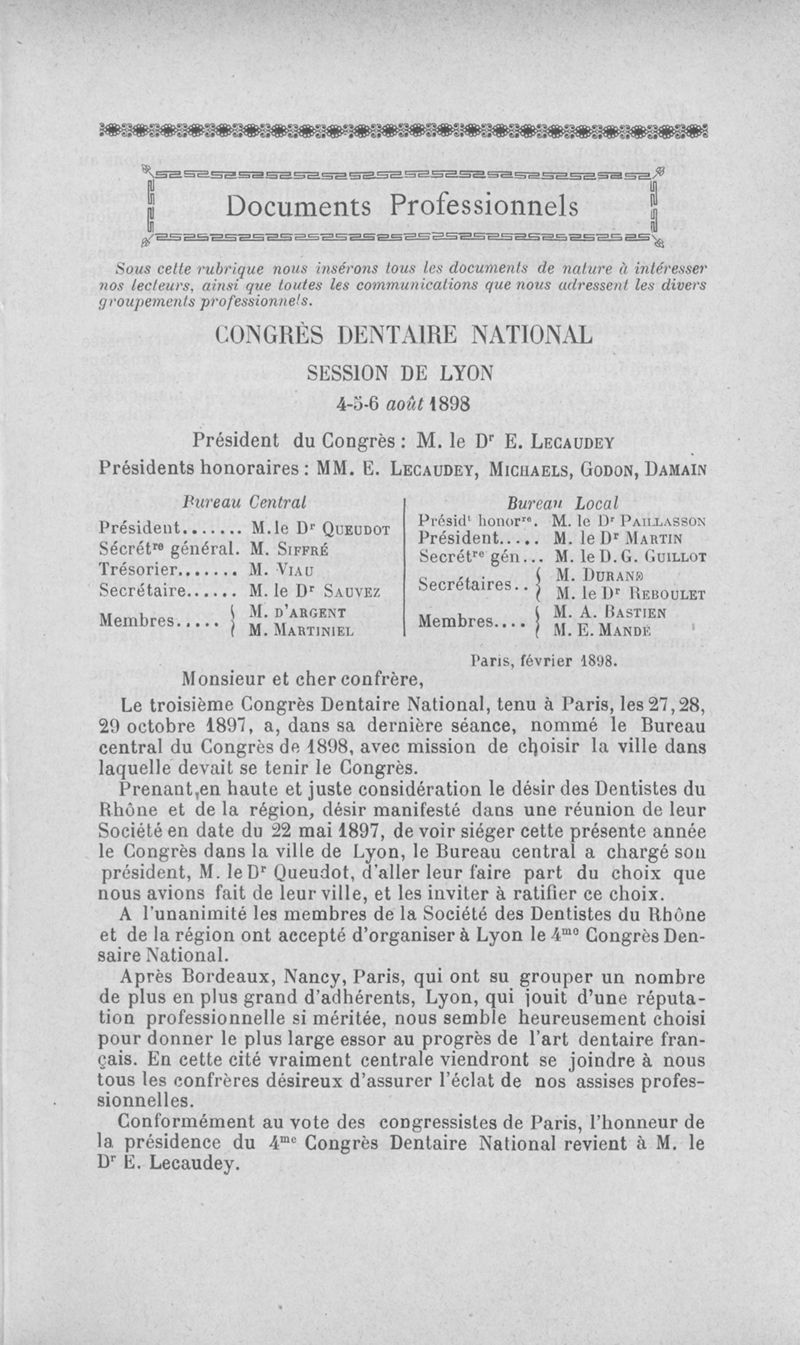 Documents Professionnels
Sous cette rubrique nous insérons tous les documents de nature à intéresser
nos lecteurs, ainsi que toutes les communications que nous adressent les divers
groupements professionnels.
CONGRÈS DENTAIRE NATIONAL
SESSION DE LYON
4-5-6 août 1898
Président du Congrès : M. le Dr E. LECAUDEY
Présidents honoraires : MM. E. LECAUDEY, MICHAELS, GODON, DAMAIN
Bureau Central
Président....... M.le Dr QUEUDOT
Sécrétre général. M. SIFFRÉ
Trésorier....... M. VIAU
Secrétaire...... M. le Dr SAUVEZ
Membres..... { M. D'ARGENT
M. MARTINIEL
Bureau Local
Présidt honorre. M. le Dr PAILLASSON
Président..... M. le Dr MARTIN
Secrétre gén... M. le D.G. GUILLOT
Secrétaires.. { M. DURAND
M. le Dr REBOULET
Membres.... { M. A. BASTIEN
M. E. MANDE
Paris, février 1898.
Monsieur et cher confrère,
Le troisième Congrès Dentaire National, tenu à Paris, les 27, 28,
29 octobre 1897, a, dans sa dernière séance, nommé le Bureau
central du Congrès de 1898, avec mission de choisir la ville dans
laquelle devait se tenir le Congrès.
Prenant,en haute et juste considération le désir des Dentistes du
Rhône et de la région, désir manifesté dans une réunion de leur
Société en date du 22 mai 1897, de voir siéger cette présente année
le Congrès dans la ville de Lyon, le Bureau central a chargé son
président, M. le Dr Queudot, d'aller leur faire part du choix que
nous avions fait de leur ville, et les inviter à ratifier ce choix.
A l'unanimité les membres de la Société des Dentistes du Rhône
et de la région ont accepté d'organiser à Lyon le 4me Congrès Den-
saire National.
Après Bordeaux, Nancy, Paris, qui ont su grouper un nombre
de plus en plus grand d'adhérents, Lyon, qui jouit d'une réputa-
tion professionnelle si méritée, nous semble heureusement choisi
pour donner le plus large essor au progrès de l'art dentaire fran-
çais. En cette cité vraiment centrale viendront se joindre à nous
tous les confrères désireux d'assurer l'éclat de nos assises profes-
sionnelles.
Conformément au vote des congressistes de Paris, l'honneur de
la présidence du 4me Congrès Dentaire National revient à M. le
Dr E. Lecaudey.